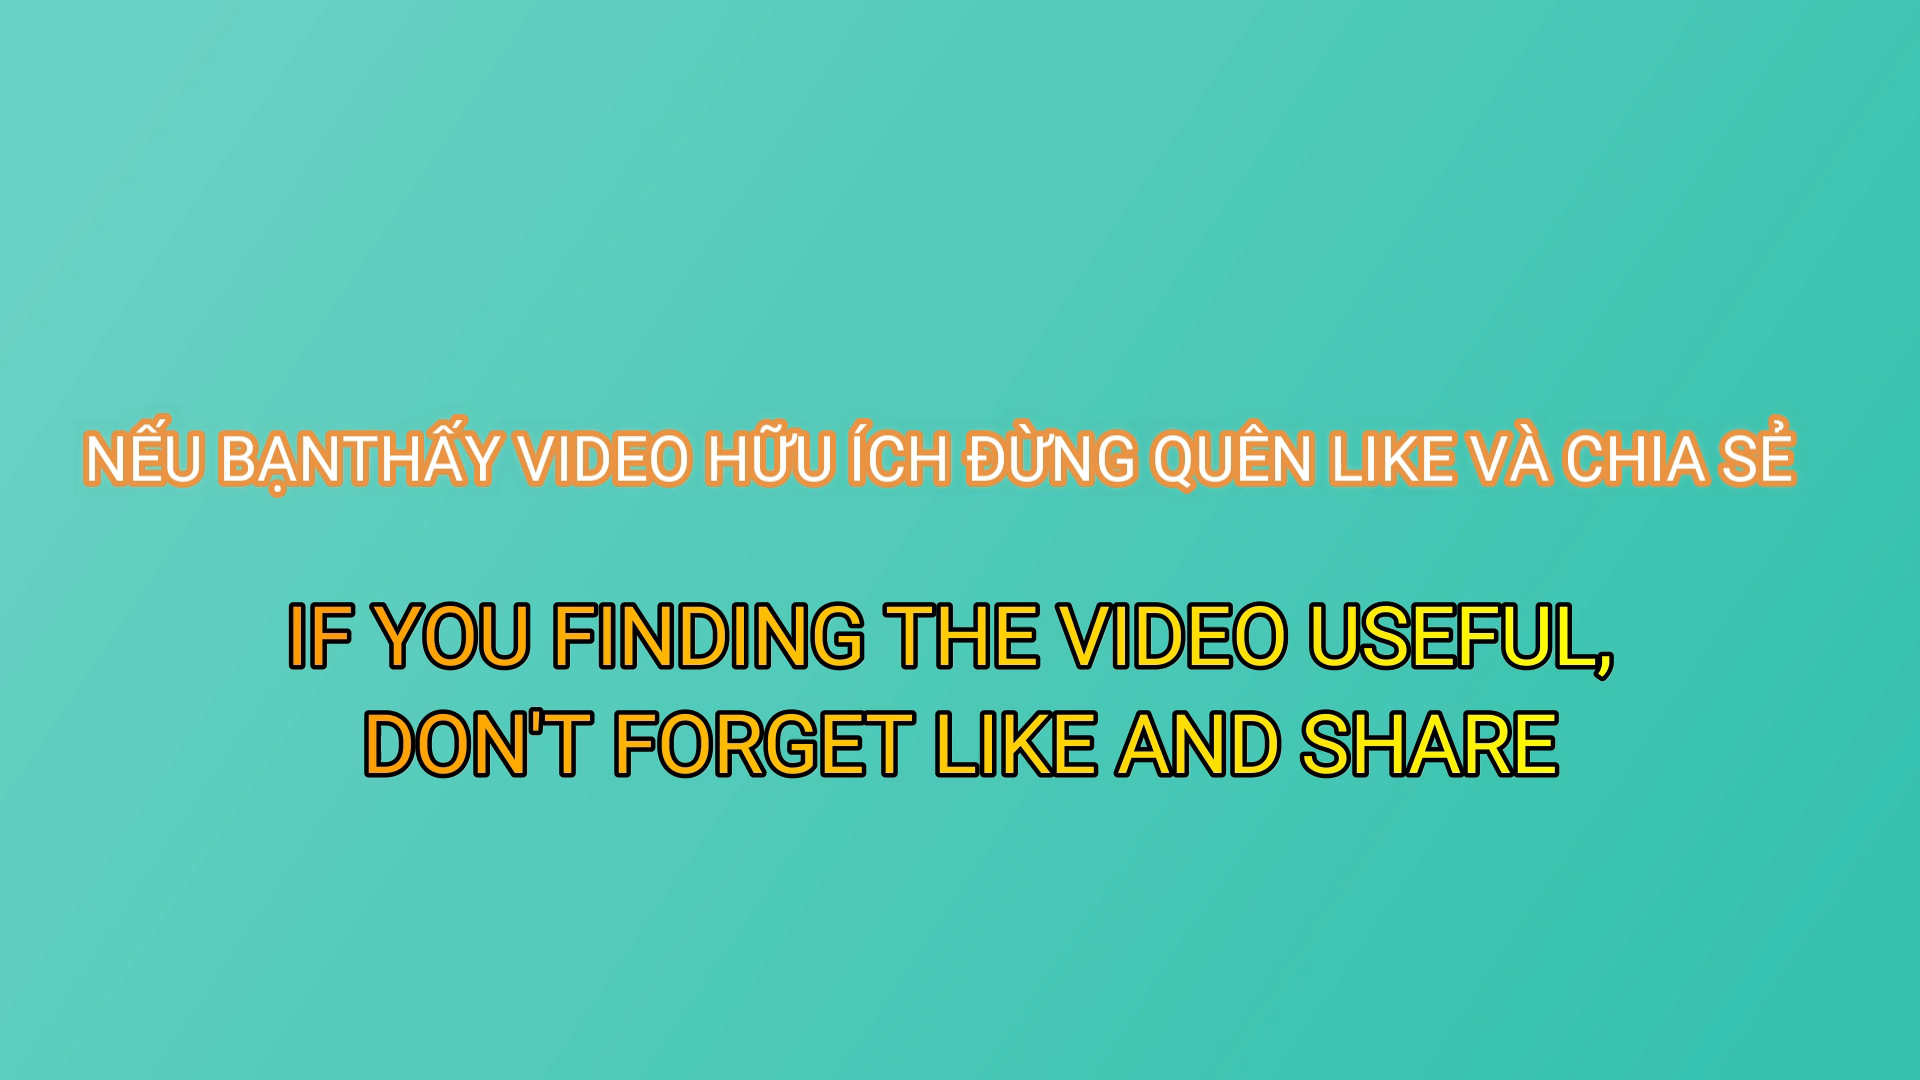 NẾU BẠNTHẤY VIDEO HỮU ÍCH ĐỪNG QUÊN LIKE VÀ CHIA SẺ
IF YOU FINDING THE VIDEO USEFUL,
DON'T FORGET LIKE AND SHARE